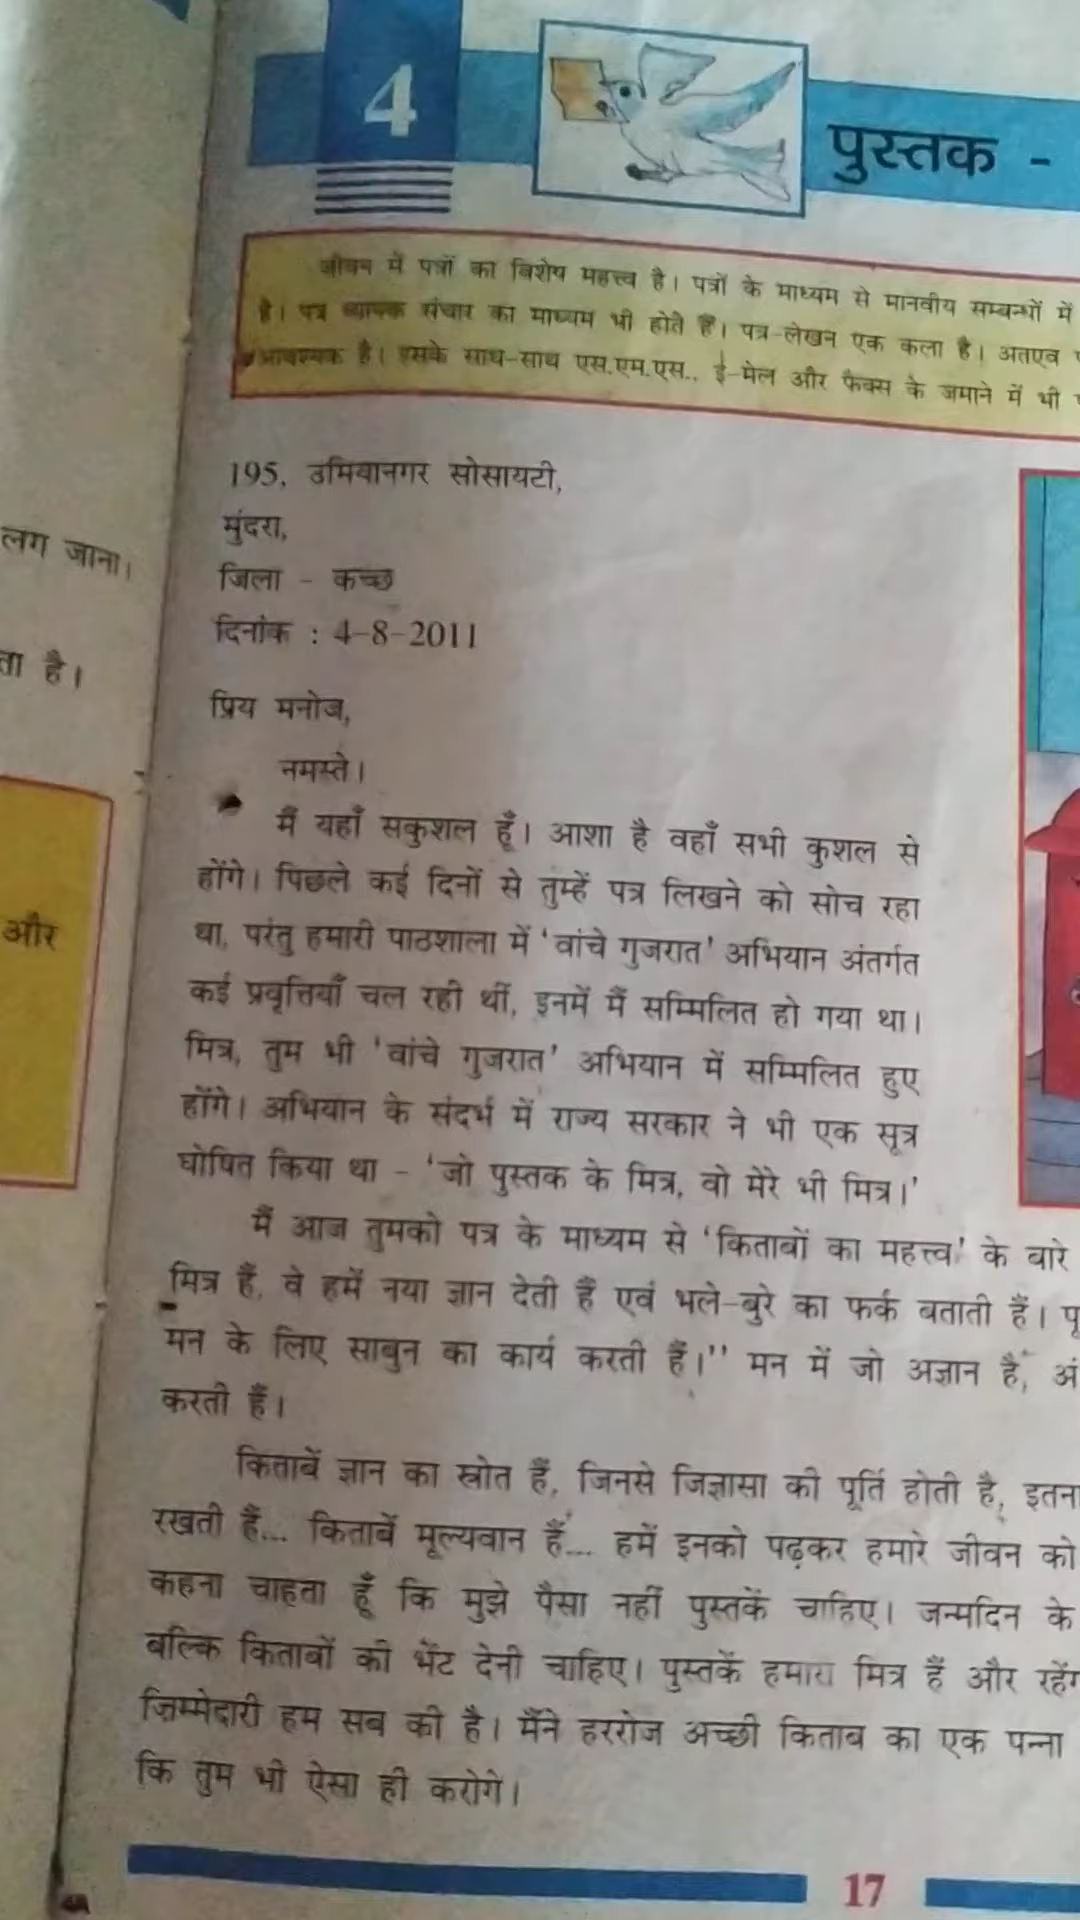 4
पुस्तक -
जीवन में पत्रों का विशेष महत्त्व है। पत्रों के माध्यम से मानवीय सम्बन्धों में
है। पत्र व्यापक संचार का माध्यम भी होते हैं। पत्र-लेखन एक कला है। अतएव
आवश्यक है। इसके साथ-साथ एस.एम.एस., ई-मेल और फैक्स के जमाने में भी
195, उमियानगर सोसायटी,
मुंदरा,
जिला - कच्छ
दिनांक : 4-8-2011
प्रिय मनोज,
नमस्ते।
मैं यहाँ सकुशल हूँ। आशा है वहाँ सभी कुशल से
होंगे। पिछले कई दिनों से तुम्हें पत्र लिखने को सोच रहा
था, परंतु हमारी पाठशाला में 'वांचे गुजरात' अभियान अंतर्गत
कई प्रवृत्तियाँ चल रही थीं, इनमें मैं सम्मिलित हो गया था।
मित्र, तुम भी 'वांचे गुजरात' अभियान में सम्मिलित हुए
होंगे। अभियान के संदर्भ में राज्य सरकार ने भी एक सूत्र
घोषित किया था - 'जो पुस्तक के मित्र, वो मेरे भी मित्र।'
मैं आज तुमको पत्र के माध्यम से 'किताबों का महत्त्व' के बारे
मित्र हैं, वे हमें नया ज्ञान देती हैं एवं भले-बुरे का फर्क बताती हैं।
मन के लिए साबुन का कार्य करती हैं।'' मन में जो अज्ञान है,
करती हैं।
किताबें ज्ञान का स्रोत हैं, जिनसे जिज्ञासा की पूर्ति होती है, इतना
रखती हैं... किताबें मूल्यवान हैं... हमें इनको पढ़कर हमारे जीवन को
कहना चाहता हूँ कि मुझे पैसा नहीं पुस्तकें चाहिए। जन्मदिन के
बल्कि किताबों की भेंट देनी चाहिए। पुस्तकें हमारा मित्र हैं और
ज़िम्मेदारी हम सब की है। मैंने हररोज अच्छी किताब का एक पन्ना
कि तुम भी ऐसा ही करोगे।
17
लग जाना।
ता है।
और